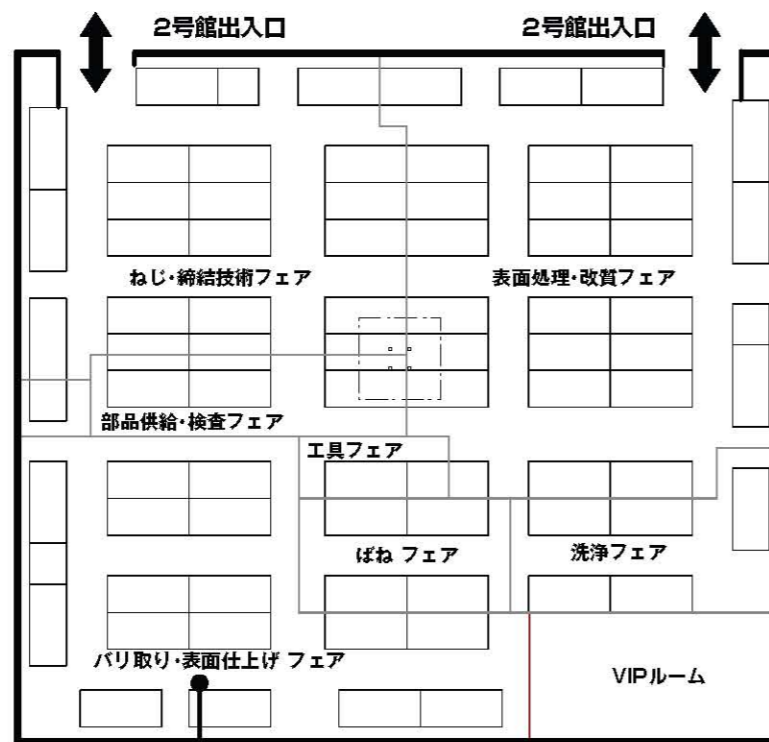 2号館出入口
2号館出入口
ねじ・締結技術フェア
表面処理・改質フェア
部品供給・検査フェア
工具フェア
ばね フェア
洗浄フェア
バリ取り・表面仕上げ フェア
VIPルーム